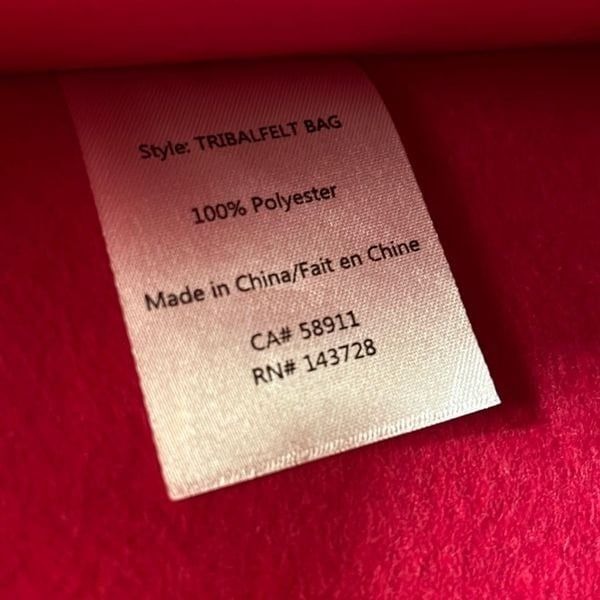 Style: TRIBALFELT BAG
100% Polyester
Made in China/Fait en Chine
CA# 58911
RN# 143728